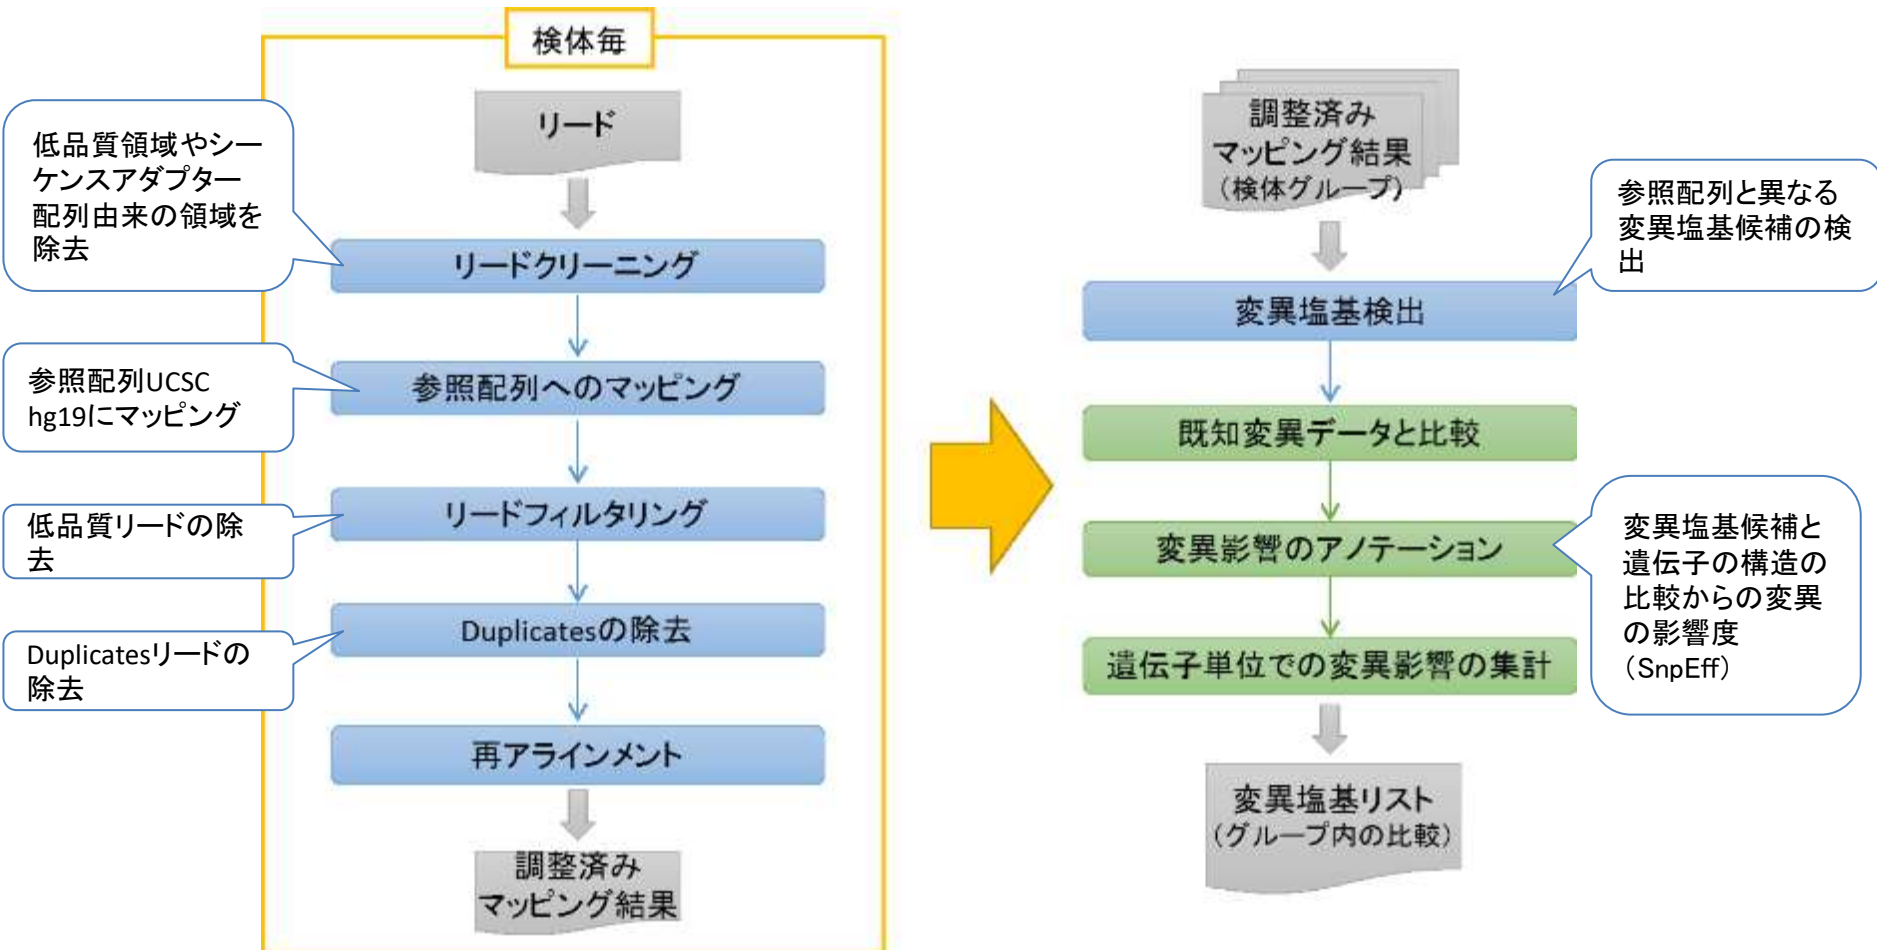 検体毎
リード
低品質領域やシー
ケンスアダプター
配列由来の領域を
除去
リードクリーニング
参照配列UCSC
hg19にマッピング
参照配列へのマッピング
低品質リードの除
去
リードフィルタリング
Duplicatesリードの
除去
Duplicatesの除去
再アラインメント
調整済み
マッピング結果
調整済み
マッピング結果
（検体グループ）
参照配列と異なる
変異塩基候補の検
出
変異塩基検出
既知変異データと比較
変異影響のアノテーション
変異塩基候補と
遺伝子の構造の
比較からの変異
の影響度
（SnpEff）
遺伝子単位での変異影響の集計
変異塩基リスト
（グループ内の比較）